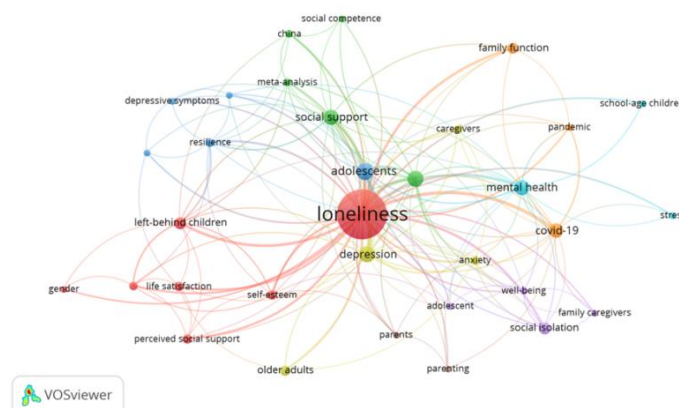 social competence
china
family function
meta-analysis
depressive symptoms
school-age childre
social support
caregivers
pandemic
resilience
adolescents
mental health
loneliness
left-behind children
stres
covid-19
depression
anxiety
gender
life satisfaction
self-esteem
well-being
adolescent
family caregivers
social isolation
perceived social support
parents
older adults
parenting
VOSviewer